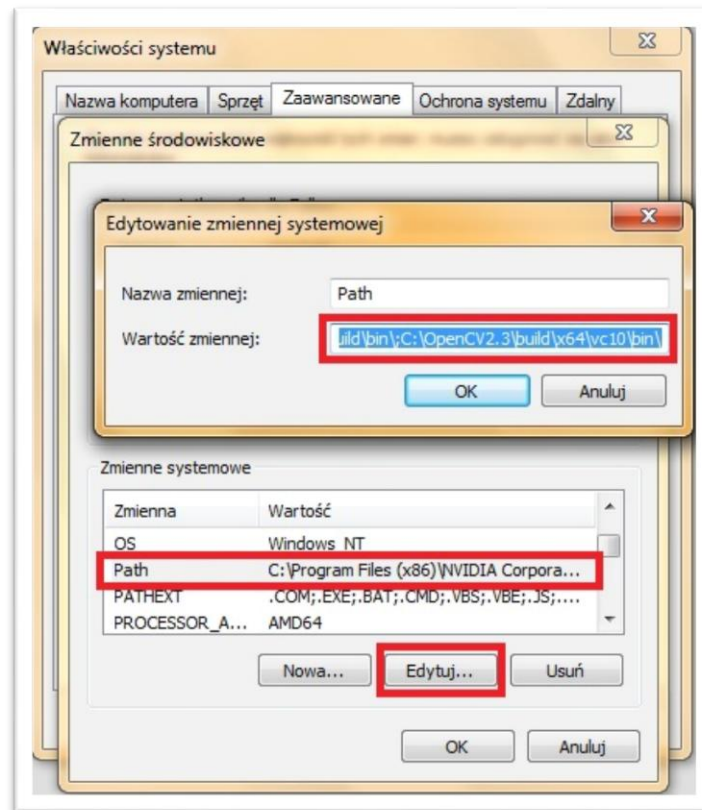 Właściwości systemu
Nazwa komputera Sprzęt Zaawansowane Ochrona systemu Zdalny
Zmienne środowiskowe
Edytowanie zmiennej systemowej
Nazwa zmiennej: Path
Wartość zmiennej: uild\bin\;C:\OpenCV2.3\build\x64\vc10\bin\
OK Anuluj
Zmienne systemowe
Zmienna Wartość
OS Windows_NT
Path C:\Program Files (x86)\NVIDIA Corpora...
PATHEXT .COM;.EXE;.BAT;.CMD;.VBS;.VBE;.JS;....
PROCESSOR_A... AMD64
Nowa... Edytuj... Usuń
OK Anuluj